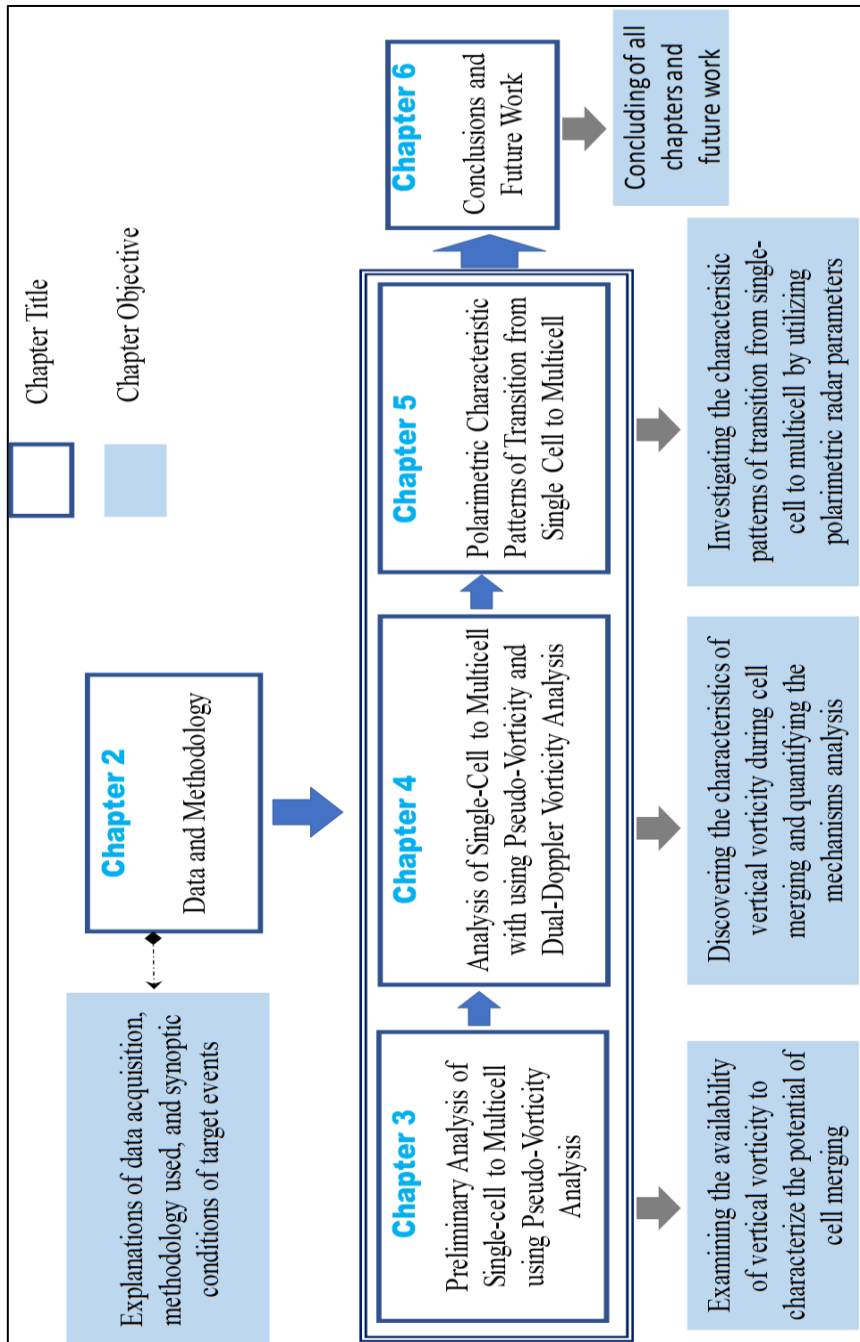 Chapter Title
Chapter Objective
Chapter 2
Data and Methodology
Explanations of data acquisition,
methodology used, and synoptic
conditions of target events
Chapter 3
Preliminary Analysis of
Single-cell to Multicell
using Pseudo-Vorticity
Analysis
Chapter 4
Analysis of Single-Cell to Multicell
with using Pseudo-Vorticity and
Dual-Doppler Vorticity Analysis
Chapter 5
Polarimetric Characteristic
Patterns of Transition from
Single Cell to Multicell
Chapter 6
Conclusions and
Future Work
Examining the availability
of vertical vorticity to
characterize the potential of
cell merging
Discovering the characteristics of
vertical vorticity during cell
merging and quantifying the
mechanisms analysis
Investigating the characteristic
patterns of transition from single-
cell to multicell by utilizing
polarimetric radar parameters
Concluding of all
chapters and
future work